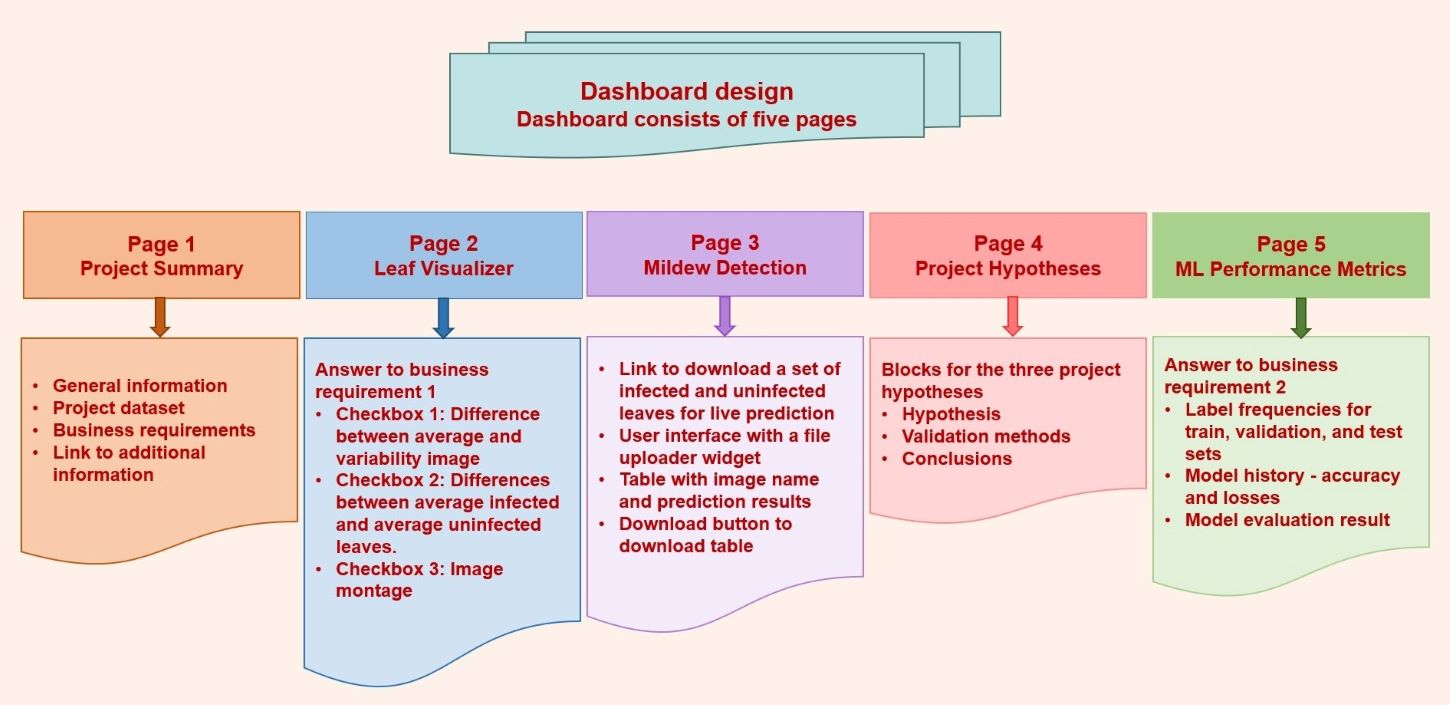 Dashboard design
Dashboard consists of five pages
Page 1
Project Summary
• General information
• Project dataset
• Business requirements
• Link to additional
information
Page 2
Leaf Visualizer
Answer to business
requirement 1
• Checkbox 1: Difference
between average and
variability image
• Checkbox 2: Differences
between average infected
and average uninfected
leaves.
• Checkbox 3: Image
montage
Page 3
Mildew Detection
• Link to download a set of
infected and uninfected
leaves for live prediction
• User interface with a file
uploader widget
• Table with image name
and prediction results
• Download button to
download table
Page 4
Project Hypotheses
Blocks for the three project
hypotheses
• Hypothesis
• Validation methods
• Conclusions
Page 5
ML Performance Metrics
Answer to business
requirement 2
• Label frequencies for
train, validation, and test
sets
• Model history - accuracy
and losses
• Model evaluation result